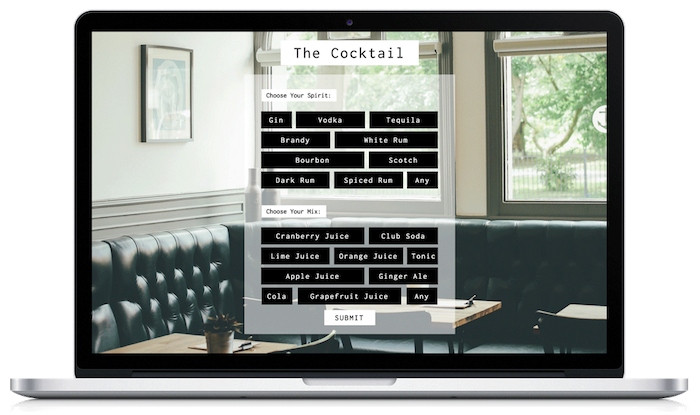 The Cocktail
Choose Your Spirit:
Gin Vodka Tequila
Brandy White Rum
Bourbon Scotch
Dark Rum Spiced Rum Any
Choose Your Mix:
Cranberry Juice Club Soda
Lime Juice Orange Juice Tonic
Apple Juice Ginger Ale
Cola Grapefruit Juice Any
SUBMIT